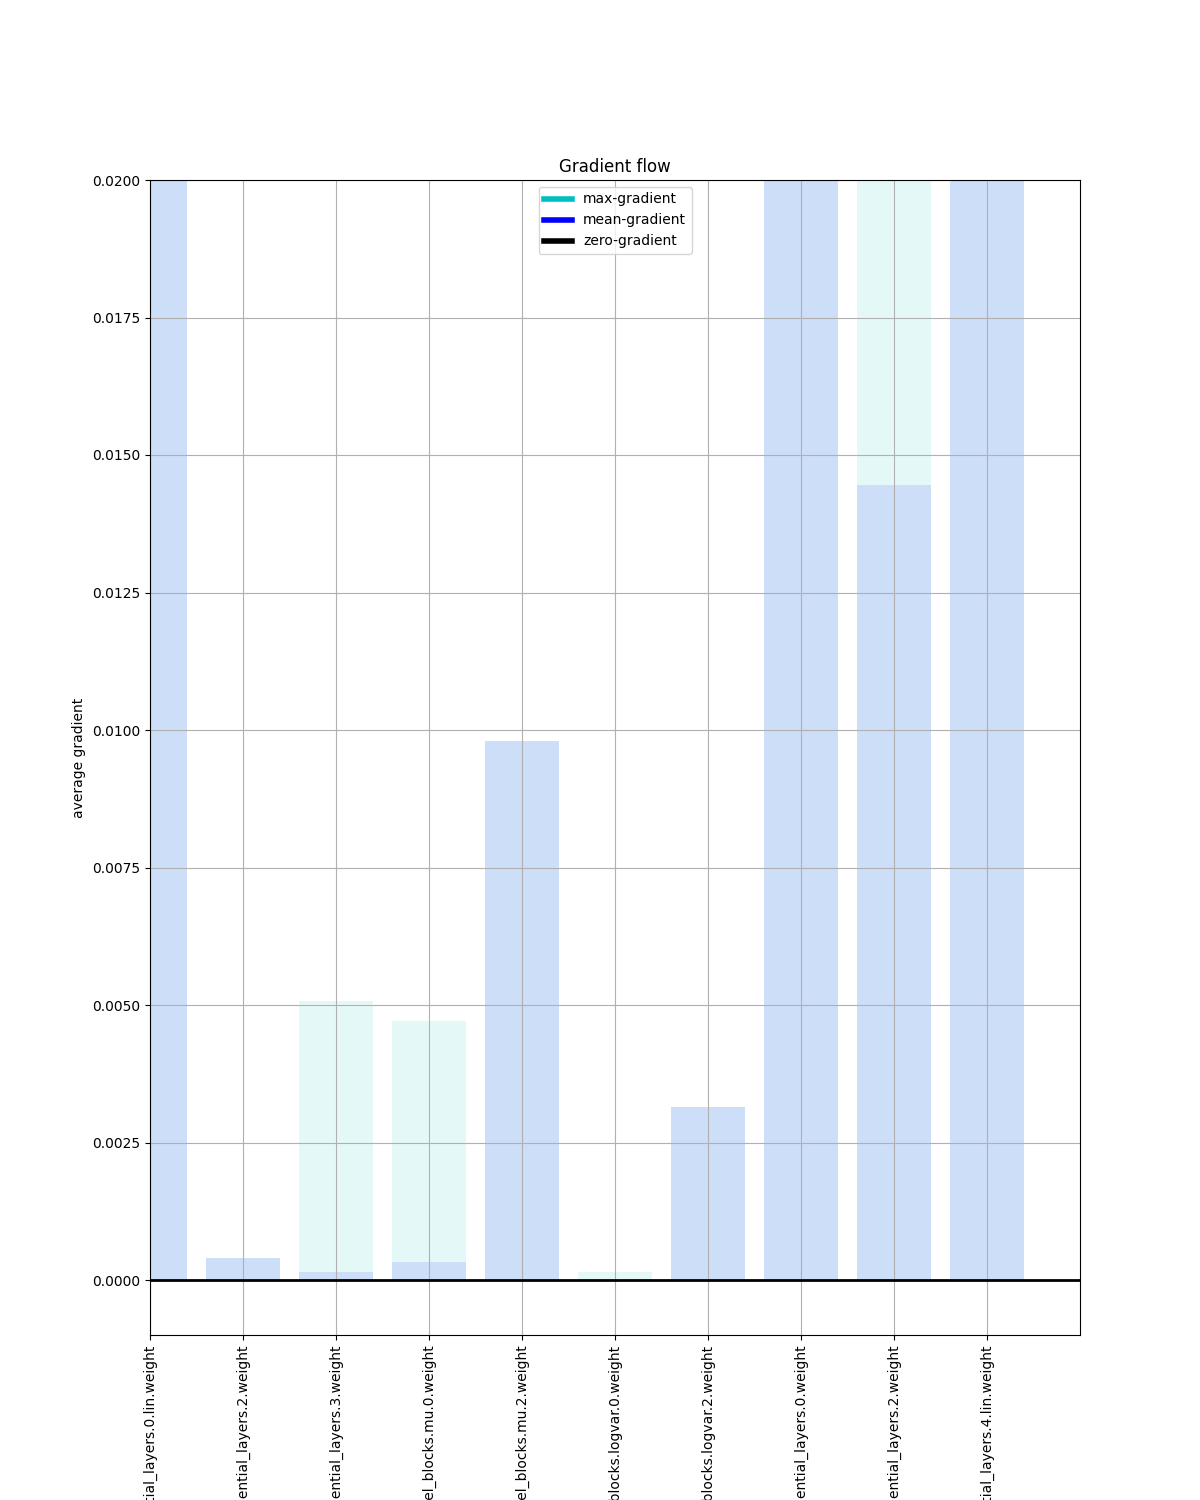 Gradient flow
max-gradient
mean-gradient
zero-gradient
0.0200
0.0175
0.0150
0.0125
0.0100
0.0075
0.0050
0.0025
0.0000
average gradient
tial_layers.0.lin.weight
ential_layers.2.weight
ential_layers.3.weight
el_blocks.mu.0.weight
el_blocks.mu.2.weight
blocks.logvar.0.weight
blocks.logvar.2.weight
ential_layers.0.weight
ential_layers.2.weight
tial_layers.4.lin.weight